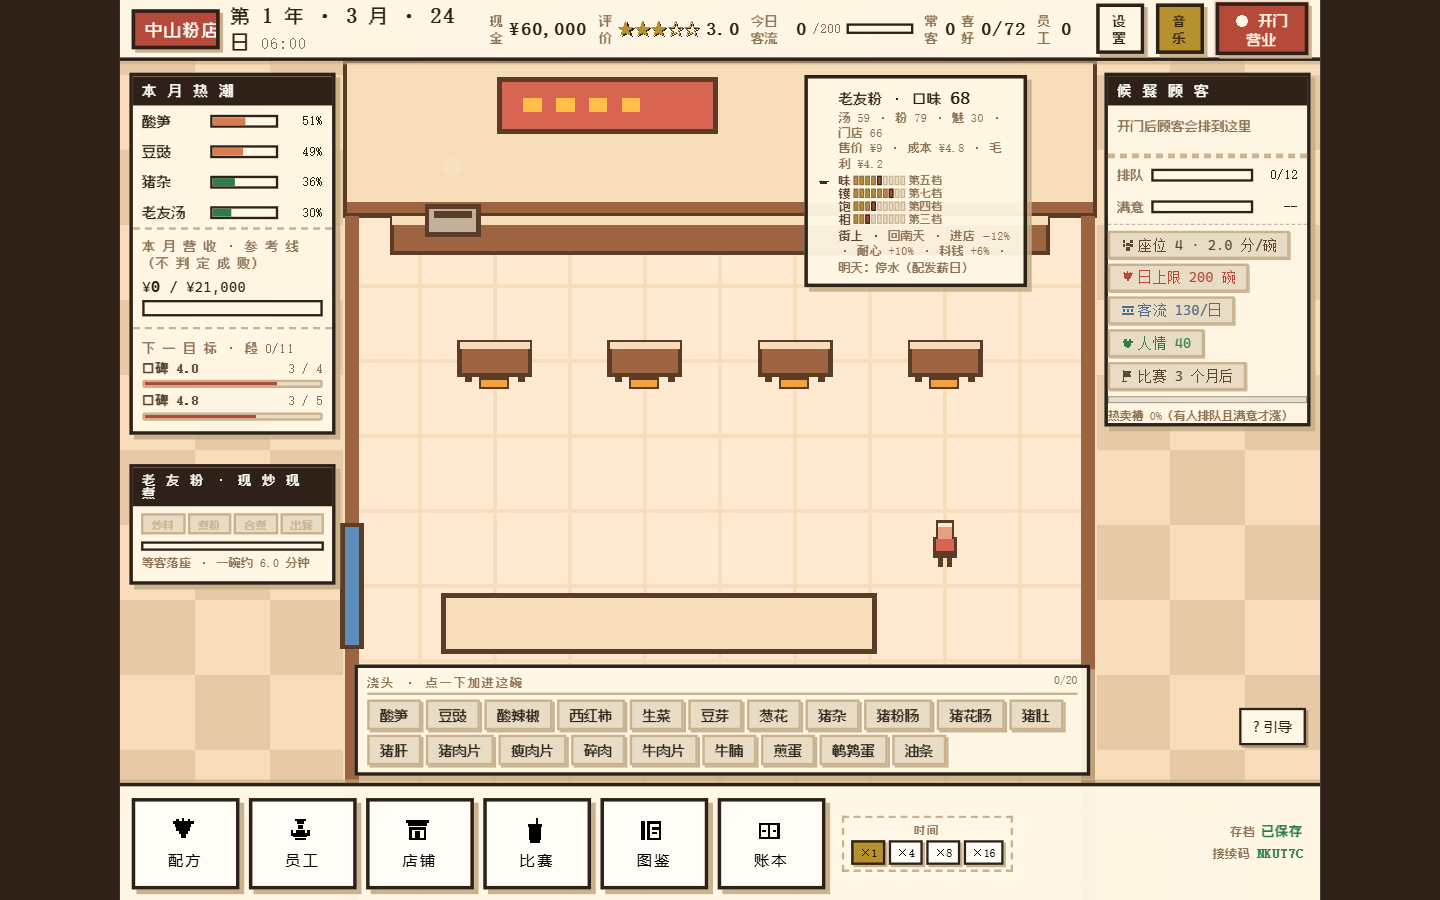 中山粉店
第 1 年 · 3 月 · 24
日 06:00
现金 ¥60,000
评价 3.0
今日客流 0 /200
常客 0
喜好 0/72
员工 0
设置
音乐
开门
营业
本月热潮
酸笋 51%
豆豉 49%
猪杂 36%
老友汤 30%
本月营收 · 参考线
（不判定成败）
¥0 / ¥21,000
下一目标 · 段 0/11
口碑 4.0 3 / 4
口碑 4.8 3 / 5
老友粉 · 现炒现
煮
炒料 煮粉 合煮 出餐
等客落座 · 一碗约 6.0 分钟
老友粉 · 口味 68
汤 59 · 粉 79 · 魅 30 ·
门店 66
售价 ¥9 · 成本 ¥4.8 · 毛
利 ¥4.2
味 第五档
镬 第七档
饱 第四档
相 第三档
街上 · 回南天 · 进店 -12%
· 耐心 +10% · 料钱 +6% ·
明天：停水（配发薪日）
候餐顾客
开门后顾客会排到这里
排队 0/12
满意 --
座位 4 · 2.0 分/碗
日上限 200 碗
客流 130/日
人情 40
比赛 3 个月后
热卖槽 0%（有人排队且满意才涨）
浇头 · 点一下加进这碗 0/20
酸笋 豆豉 酸辣椒 西红柿 生菜 豆芽 葱花 猪杂 猪粉肠 猪花肠 猪肚
猪肝 猪肉片 瘦肉片 碎肉 牛肉片 牛腩 煎蛋 鹌鹑蛋 油条
? 引导
配方
员工
店铺
比赛
图鉴
账本
时间
×1 ×4 ×8 ×16
存档 已保存
接续码 NKUT7C